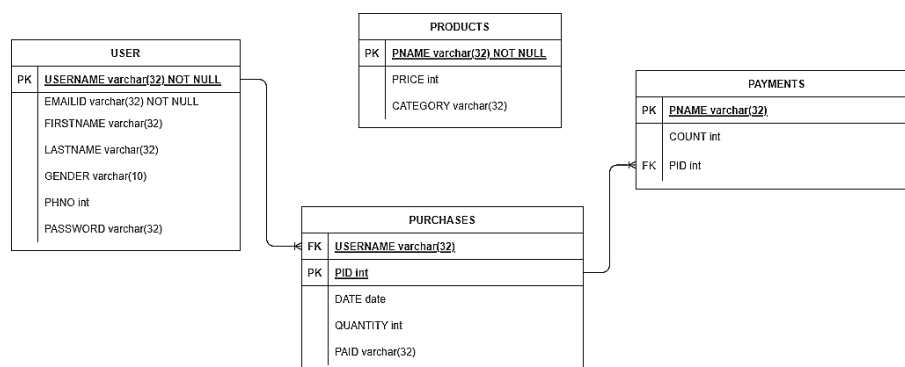 USER
PK USERNAME varchar(32) NOT NULL
EMAILID varchar(32) NOT NULL
FIRSTNAME varchar(32)
LASTNAME varchar(32)
GENDER varchar(10)
PHNO int
PASSWORD varchar(32)
PRODUCTS
PK PNAME varchar(32) NOT NULL
PRICE int
CATEGORY varchar(32)
PAYMENTS
PK PNAME varchar(32)
COUNT int
FK PID int
PURCHASES
FK USERNAME varchar(32)
PK PID int
DATE date
QUANTITY int
PAID varchar(32)